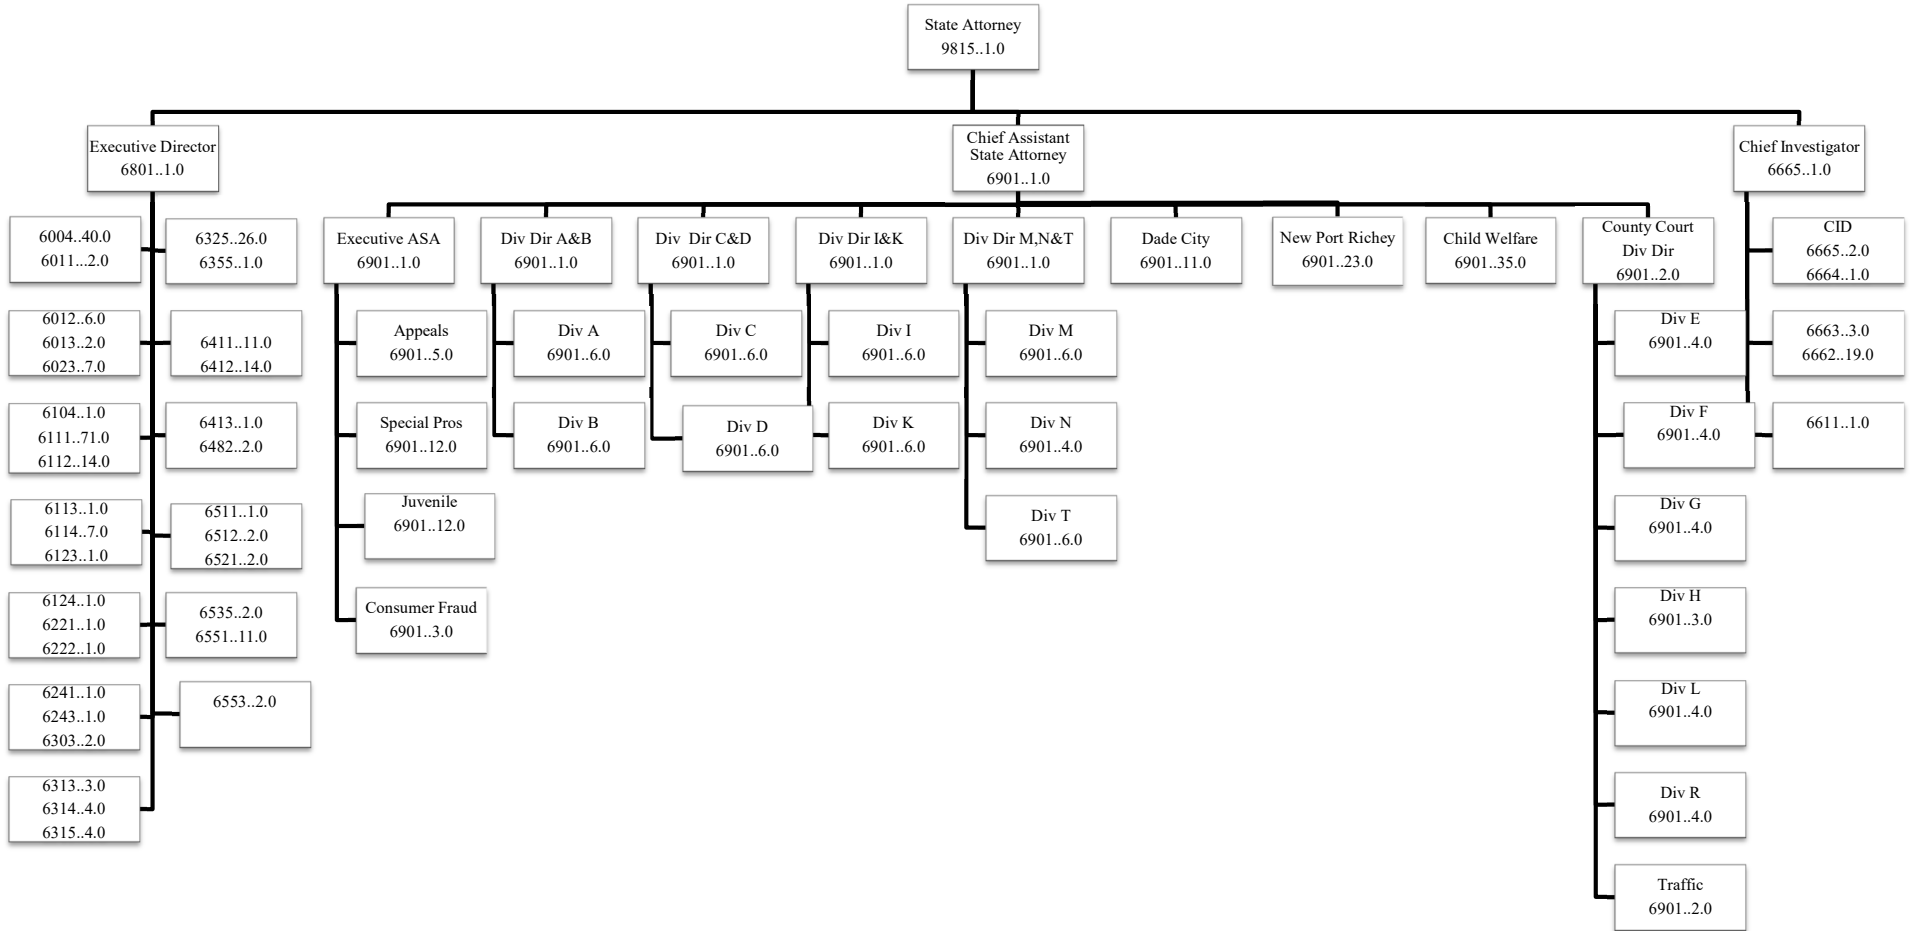 State Attorney
9815..1.0
Executive Director
6801..1.0
Chief Assistant
State Attorney
6901..1.0
Chief Investigator
6665..1.0
6004..40.0
6011...2.0
6325..26.0
6355..1.0
Executive ASA
6901..1.0
Div Dir A&B
6901..1.0
Div Dir C&D
6901..1.0
Div Dir I&K
6901..1.0
Div Dir M,N&T
6901..1.0
Dade City
6901..11.0
New Port Richey
6901..23.0
Child Welfare
6901..35.0
County Court
Div Dir
6901..2.0
CID
6665..2.0
6664..1.0
6012..6.0
6013..2.0
6023..7.0
6411..11.0
6412..14.0
Appeals
6901..5.0
Div A
6901..6.0
Div C
6901..6.0
Div I
6901..6.0
Div M
6901..6.0
Div E
6901..4.0
6663..3.0
6662..19.0
6104..1.0
6111..71.0
6112..14.0
6413..1.0
6482..2.0
Special Pros
6901..12.0
Div B
6901..6.0
Div D
6901..6.0
Div K
6901..6.0
Div N
6901..4.0
Div F
6901..4.0
6611..1.0
6113..1.0
6114..7.0
6123..1.0
6511..1.0
6512..2.0
6521..2.0
Juvenile
6901..12.0
Div T
6901..6.0
Div G
6901..4.0
6124..1.0
6221..1.0
6222..1.0
6535..2.0
6551..11.0
Consumer Fraud
6901..3.0
Div H
6901..3.0
6241..1.0
6243..1.0
6303..2.0
6553..2.0
Div L
6901..4.0
6313..3.0
6314..4.0
6315..4.0
Div R
6901..4.0
Traffic
6901..2.0